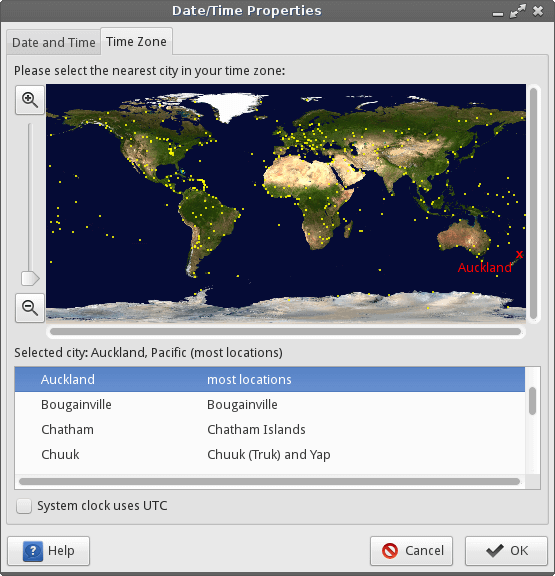 Date/Time Properties
Date and Time Time Zone
Please select the nearest city in your time zone:
Auckland
Selected city: Auckland, Pacific (most locations)
Auckland most locations
Bougainville Bougainville
Chatham Chatham Islands
Chuuk Chuuk (Truk) and Yap
System clock uses UTC
Help Cancel OK